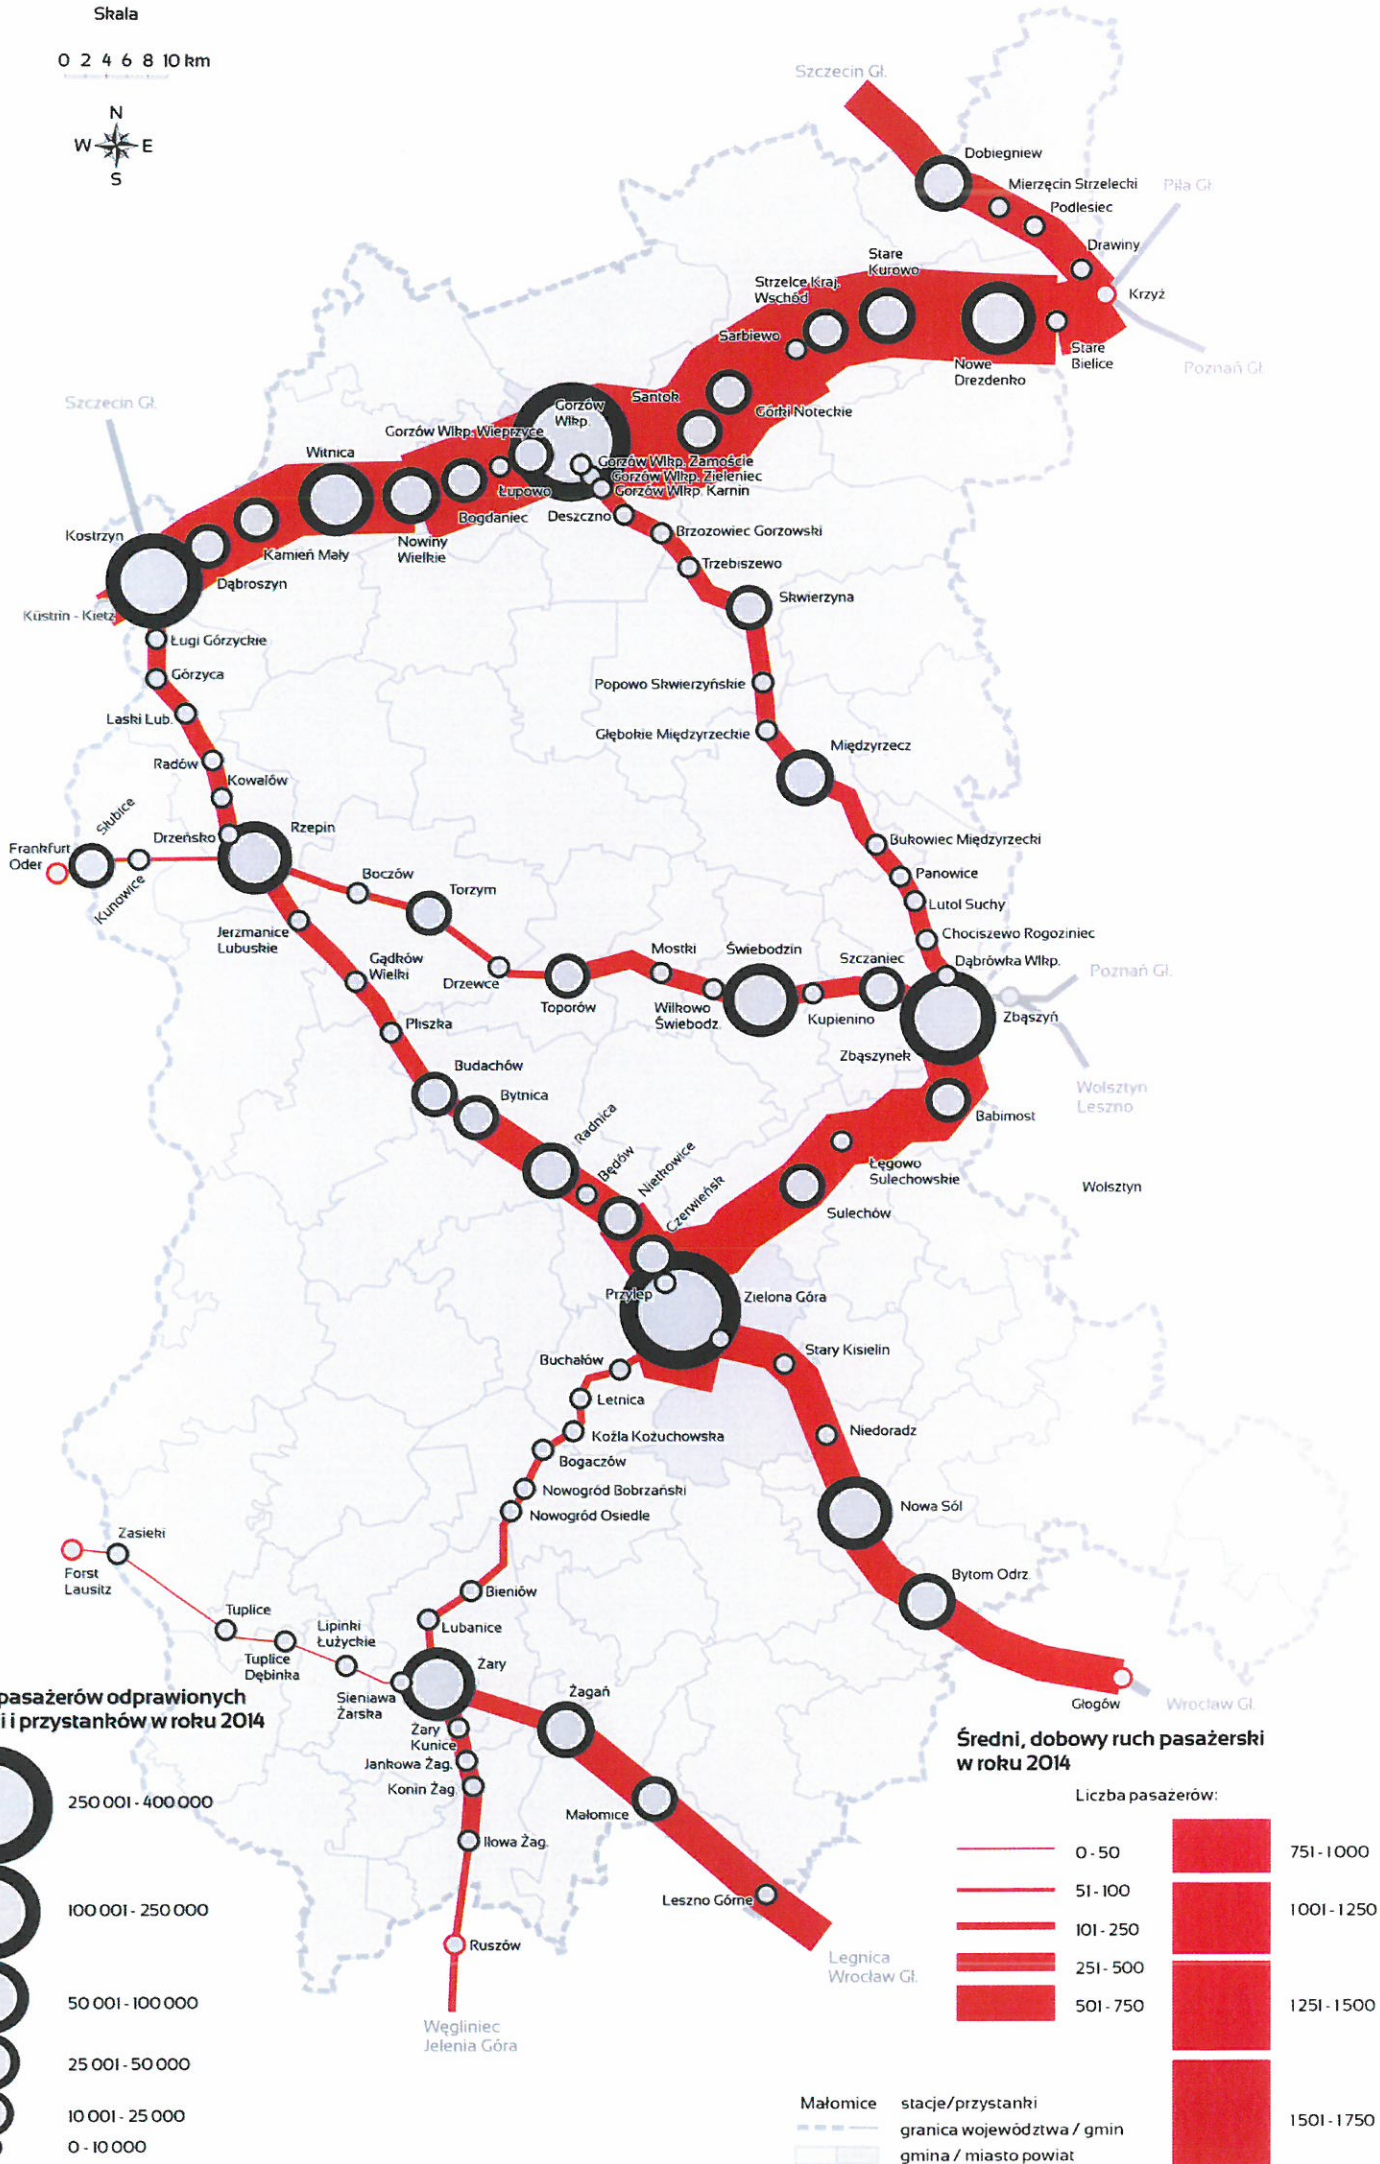 Skala
0 2 4 6 8 10 km
N
W E
S
Szczecin Gł.
Dobiegniew
Mierzęcin Strzelecki
Piła Gł.
Podlesiec
Drawiny
Stare
Kurowo
Strzelce Kraj.
Wschód
Krzyż
Sarbiewo
Stare
Bielice
Nowe
Drezdenko
Poznań Gł.
Szczecin Gł.
Santok
Gorzów
Wlkp.
Górki Noteckie
Gorzów Wlkp. Wieprzyce
Witnica
Gorzów Wlkp. Zamoście
Gorzów Wlkp. Zieleniec
Gorzów Wlkp. Karnin
Łupowo
Bogdaniec
Deszczno
Kostrzyn
Nowiny
Wielkie
Kamień Mały
Brzozowiec Gorzowski
Trzebiszewo
Dąbroszyn
Skwierzyna
Küstrin - Kietz
Ługi Górzyckie
Górzyca
Popowo Skwierzyńskie
Laski Lub.
Głębokie Międzyrzeckie
Międzyrzecz
Radów
Kowalów
Słubice
Rzepin
Drzeńsko
Bukowiec Międzyrzecki
Frankfurt
Oder
Kunowice
Boczów
Panowice
Torzym
Lutol Suchy
Jerzmanice
Lubuskie
Chociszewo Rogoziniec
Mostki
Świebodzin
Szczaniec
Dąbrówka Wlkp.
Gądków
Wielki
Poznań Gł.
Drzewce
Toporów
Wilkowo
Świebodz.
Kupienino
Zbąszyń
Pliszka
Zbąszynek
Budachów
Wolsztyn
Leszno
Bytnica
Babimost
Radnica
Będów
Nietkowice
Łęgowo
Sulechowskie
Wolsztyn
Czerwieńsk
Sulechów
Przylep
Zielona Góra
Stary Kisielin
Buchałów
Letnica
Niedoradz
Koźla Kożuchowska
Bogaczów
Nowogród Bobrzański
Nowa Sól
Nowogród Osiedle
Zasieki
Forst
Lausitz
Bytom Odrz.
Bieniów
Tuplice
Lubanice
Lipinki
Łużyckie
Tuplice
Dębinka
Żary
Żagań
Sieniawa
Żarska
Głogów
Wrocław Gł.
pasażerów odprawionych
i i przystanków w roku 2014
Żary
Kunice
Jankowa Żag.
Konin Żag.
Małomice
Iłowa Żag.
Leszno Górne
Ruszów
Legnica
Wrocław Gł.
Węgliniec
Jelenia Góra
250 001 - 400 000
100 001 - 250 000
50 001 - 100 000
25 001 - 50 000
10 001 - 25 000
0 - 10 000
Średni, dobowy ruch pasażerski
w roku 2014
Liczba pasażerów:
0 - 50
51 - 100
101 - 250
251 - 500
501 - 750
751 - 1000
1001 - 1250
1251 - 1500
1501 - 1750
Małomice stacje/przystanki
granica województwa / gmin
gmina / miasto powiat